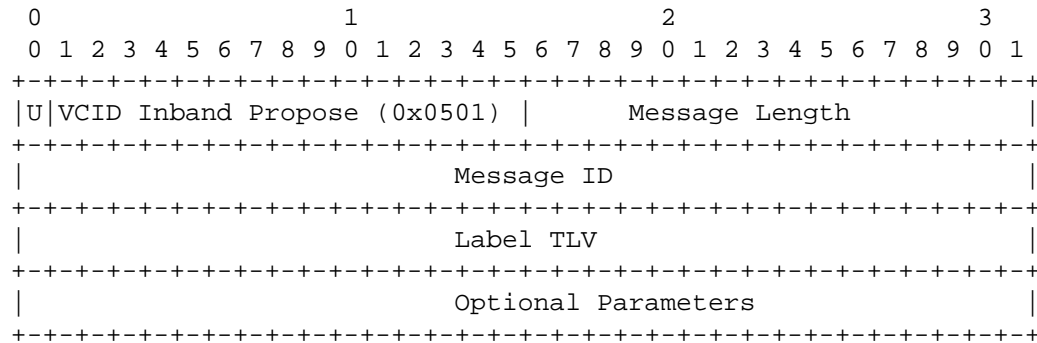 0                   1                   2                   3
 0 1 2 3 4 5 6 7 8 9 0 1 2 3 4 5 6 7 8 9 0 1 2 3 4 5 6 7 8 9 0 1
+-+-+-+-+-+-+-+-+-+-+-+-+-+-+-+-+-+-+-+-+-+-+-+-+-+-+-+-+-+-+-+-+
|U|VCID Inband Propose (0x0501) |      Message Length           |
+-+-+-+-+-+-+-+-+-+-+-+-+-+-+-+-+-+-+-+-+-+-+-+-+-+-+-+-+-+-+-+-+
|                           Message ID                          |
+-+-+-+-+-+-+-+-+-+-+-+-+-+-+-+-+-+-+-+-+-+-+-+-+-+-+-+-+-+-+-+-+
|                           Label TLV                           |
+-+-+-+-+-+-+-+-+-+-+-+-+-+-+-+-+-+-+-+-+-+-+-+-+-+-+-+-+-+-+-+-+
|                           Optional Parameters                 |
+-+-+-+-+-+-+-+-+-+-+-+-+-+-+-+-+-+-+-+-+-+-+-+-+-+-+-+-+-+-+-+-+